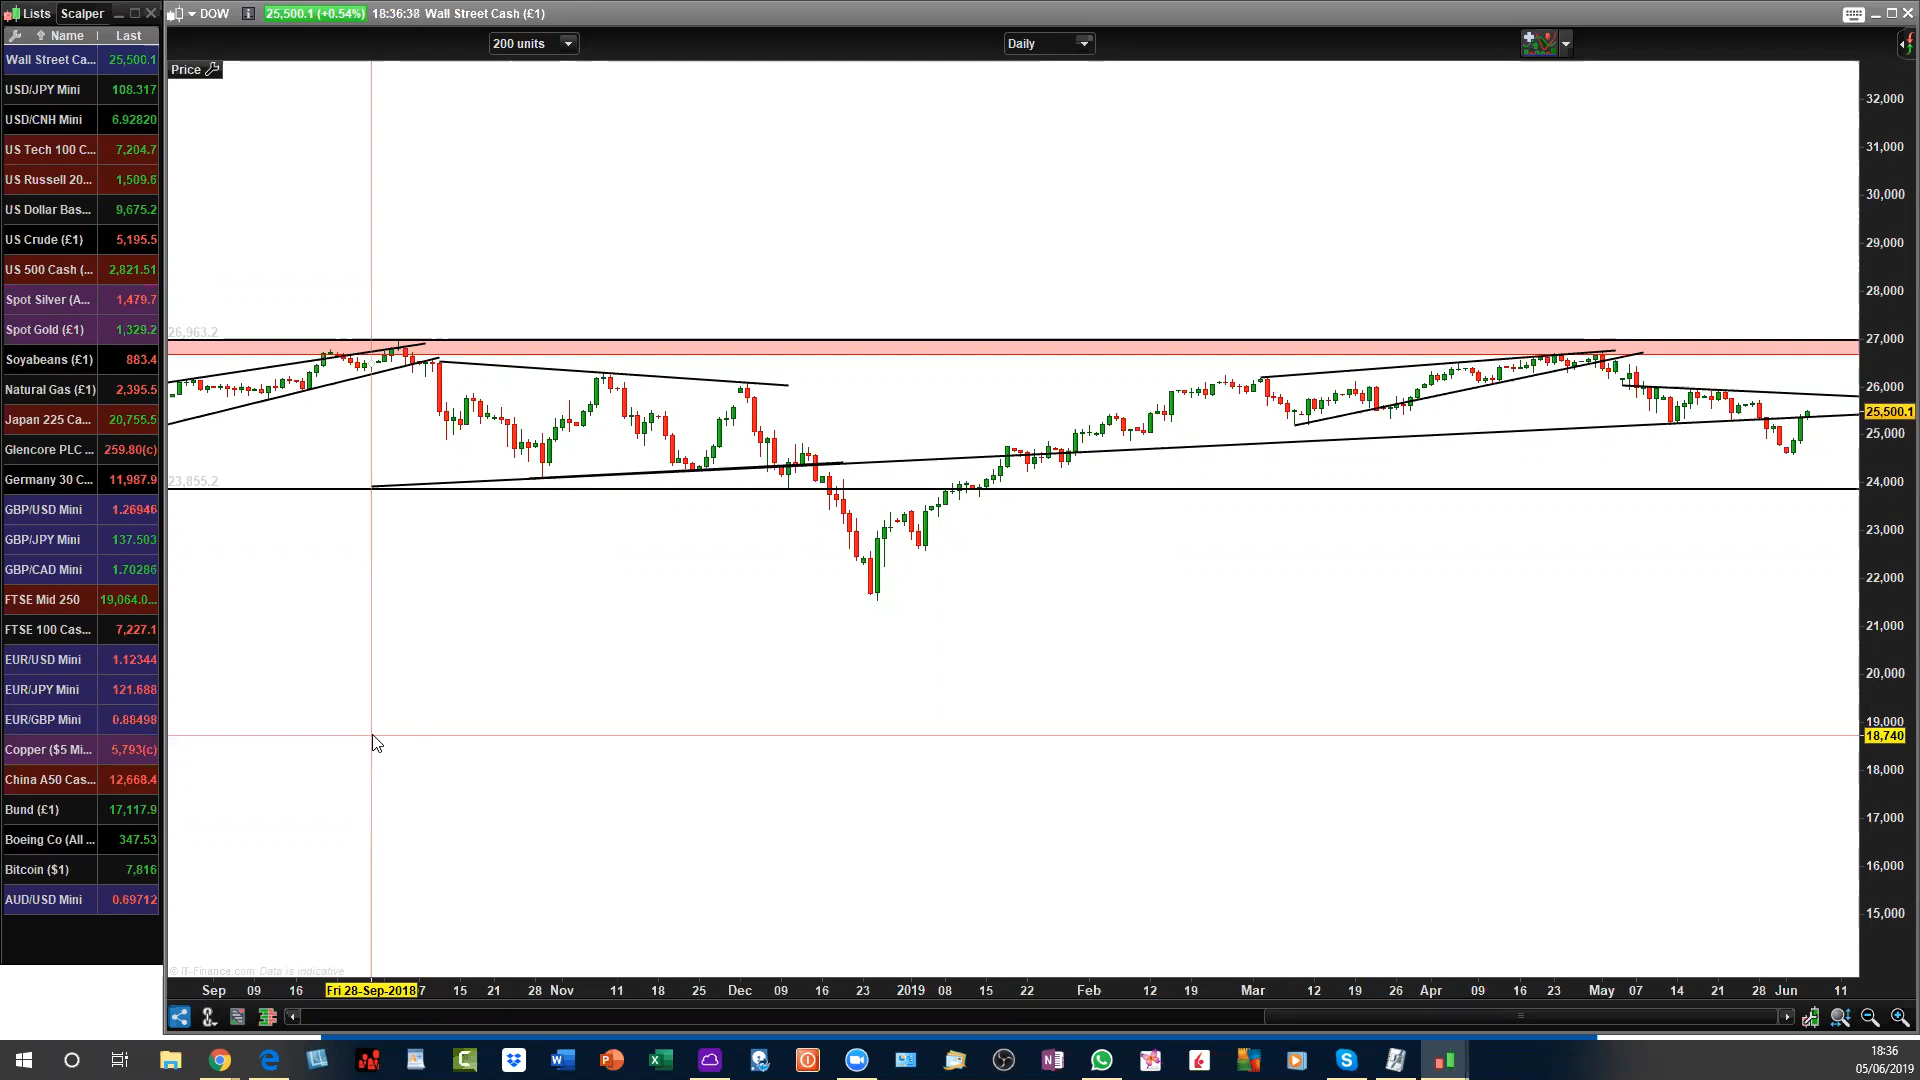 Lists Scalper
DOW 25,500.1 (+0.54%) 18:36:38 Wall Street Cash (£1)
Name Last
200 units Daily
Price
Wall Street Ca... 25,500.1
USD/JPY Mini 108.317
USD/CNH Mini 6.92820
US Tech 100 C... 7,204.7
US Russell 20... 1,509.6
US Dollar Bas... 9,675.2
US Crude (£1) 5,195.5
US 500 Cash (... 2,821.51
Spot Silver (A... 1,479.7
Spot Gold (£1) 1,329.2
Soyabeans (£1) 883.4
Natural Gas (£1) 2,395.5
Japan 225 Ca... 20,755.5
Glencore PLC ... 259.80(c)
Germany 30 C... 11,987.9
GBP/USD Mini 1.26946
GBP/JPY Mini 137.503
GBP/CAD Mini 1.70286
FTSE Mid 250 19,064.0...
FTSE 100 Cas... 7,227.1
EUR/USD Mini 1.12344
EUR/JPY Mini 121.688
EUR/GBP Mini 0.88498
Copper ($5 Mi... 5,793(c)
China A50 Cas... 12,668.4
Bund (£1) 17,117.9
Boeing Co (All ... 347.53
Bitcoin ($1) 7,816
AUD/USD Mini 0.69712
26,963.2
23,855.2
32,000
31,000
30,000
29,000
28,000
27,000
26,000
25,500.1
25,000
24,000
23,000
22,000
21,000
20,000
19,000
18,740
18,000
17,000
16,000
15,000
© IT-Finance.com Data is indicative
Sep 09 16 Fri 28-Sep-2018 7 15 21 28 Nov 11 18 25 Dec 09 16 23 2019 08 15 22 Feb 12 19 Mar 12 19 26 Apr 09 16 23 May 07 14 21 28 Jun 11
18:36
05/06/2019